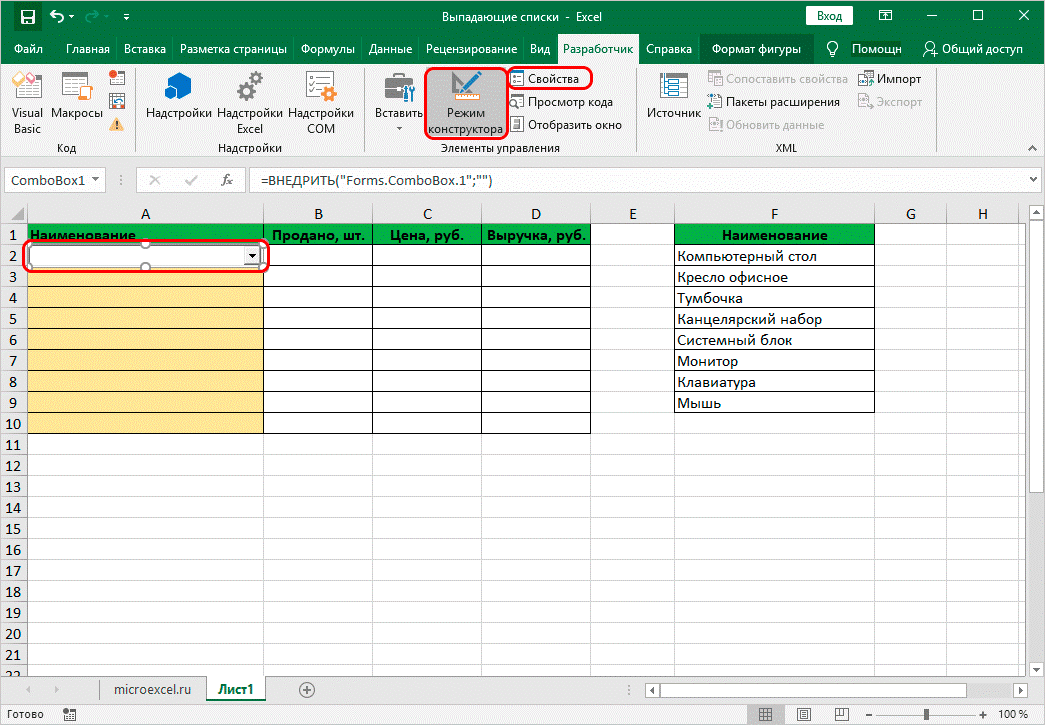 Выпадающие списки - Excel
Вход
Файл Главная Вставка Разметка страницы Формулы Данные Рецензирование Вид Разработчик Справка Формат фигуры Помощн Общий доступ
Visual Basic
Макросы
Код
Надстройки
Надстройки Excel
Надстройки COM
Надстройки
Вставить
Режим конструктора
Свойства
Просмотр кода
Отобразить окно
Элементы управления
Источник
Сопоставить свойства
Пакеты расширения
Обновить данные
Импорт
Экспорт
XML
ComboBox1 fx =ВНЕДРИТЬ("Forms.ComboBox.1";"")
A B C D E F G H
1 Наименование Продано, шт. Цена, руб. Выручка, руб. Наименование
2 Компьютерный стол
3 Кресло офисное
4 Тумбочка
5 Канцелярский набор
6 Системный блок
7 Монитор
8 Клавиатура
9 Мышь
10
11
12
13
14
15
16
17
18
19
20
21
22
microexcel.ru Лист1
Готово 100 %